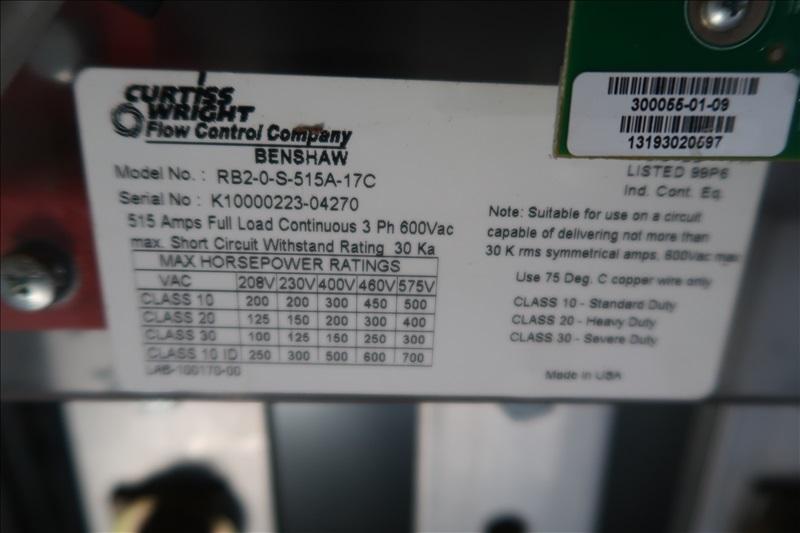 CURTISS
WRIGHT
Flow Control Company
BENSHAW
Model No. : RB2-0-S-515A-17C
Serial No : K10000223-04270
515 Amps Full Load Continuous 3 Ph 600Vac
max. Short Circuit Withstand Rating 30 Ka
MAX HORSEPOWER RATINGS
VAC 208V 230V 400V 460V 575V
CLASS 10 200 200 300 450 500
CLASS 20 125 150 200 300 400
CLASS 30 100 125 150 250 300
CLASS 10 ID 250 300 500 600 700
LAB-100170-00
300055-01-09
13193020597
LISTED 99P6
Ind. Cont. Eq.
Note: Suitable for use on a circuit
capable of delivering not more than
30 K rms symmetrical amps, 600Vac max
Use 75 Deg. C copper wire only
CLASS 10 - Standard Duty
CLASS 20 - Heavy Duty
CLASS 30 - Severe Duty
Made in USA